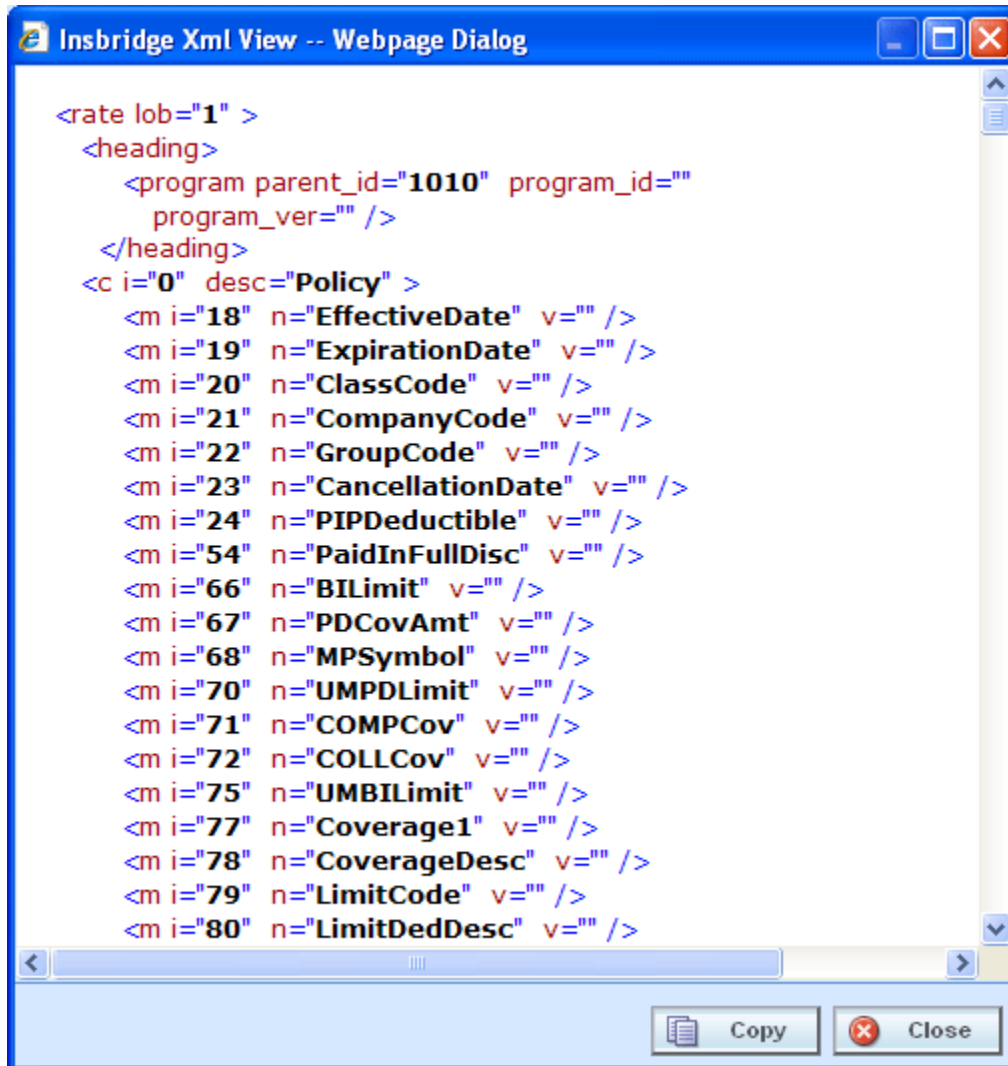 Insbridge Xml View -- Webpage Dialog
<rate lob="1" >
<heading>
<program parent_id="1010" program_id=""
program_ver="" />
</heading>
<c i="0" desc="Policy" >
<m i="18" n="EffectiveDate" v="" />
<m i="19" n="ExpirationDate" v="" />
<m i="20" n="ClassCode" v="" />
<m i="21" n="CompanyCode" v="" />
<m i="22" n="GroupCode" v="" />
<m i="23" n="CancellationDate" v="" />
<m i="24" n="PIPDeductible" v="" />
<m i="54" n="PaidInFullDisc" v="" />
<m i="66" n="BILimit" v="" />
<m i="67" n="PDCovAmt" v="" />
<m i="68" n="MPSymbol" v="" />
<m i="70" n="UMPDLimit" v="" />
<m i="71" n="COMPCov" v="" />
<m i="72" n="COLLCov" v="" />
<m i="75" n="UMBILimit" v="" />
<m i="77" n="Coverage1" v="" />
<m i="78" n="CoverageDesc" v="" />
<m i="79" n="LimitCode" v="" />
<m i="80" n="LimitDedDesc" v="" />
Copy Close